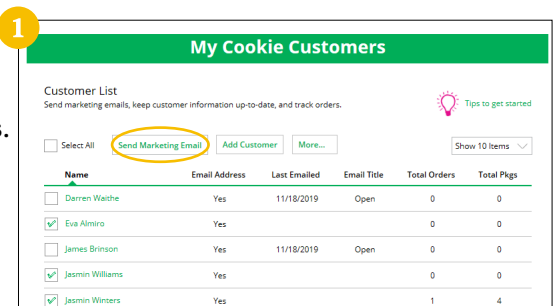 1
My Cookie Customers
Customer List
Send marketing emails, keep customer information up-to-date, and track orders.
Tips to get started
s.
Select All Send Marketing Email Add Customer More... Show 10 Items
Name Email Address Last Emailed Email Title Total Orders Total Pkgs
Darren Waithe Yes 11/18/2019 Open 0 0
Eva Almiro Yes 0 0
James Brinson Yes 11/18/2019 Open 0 0
Jasmin Williams Yes 0 0
Jasmin Winters Yes 1 4